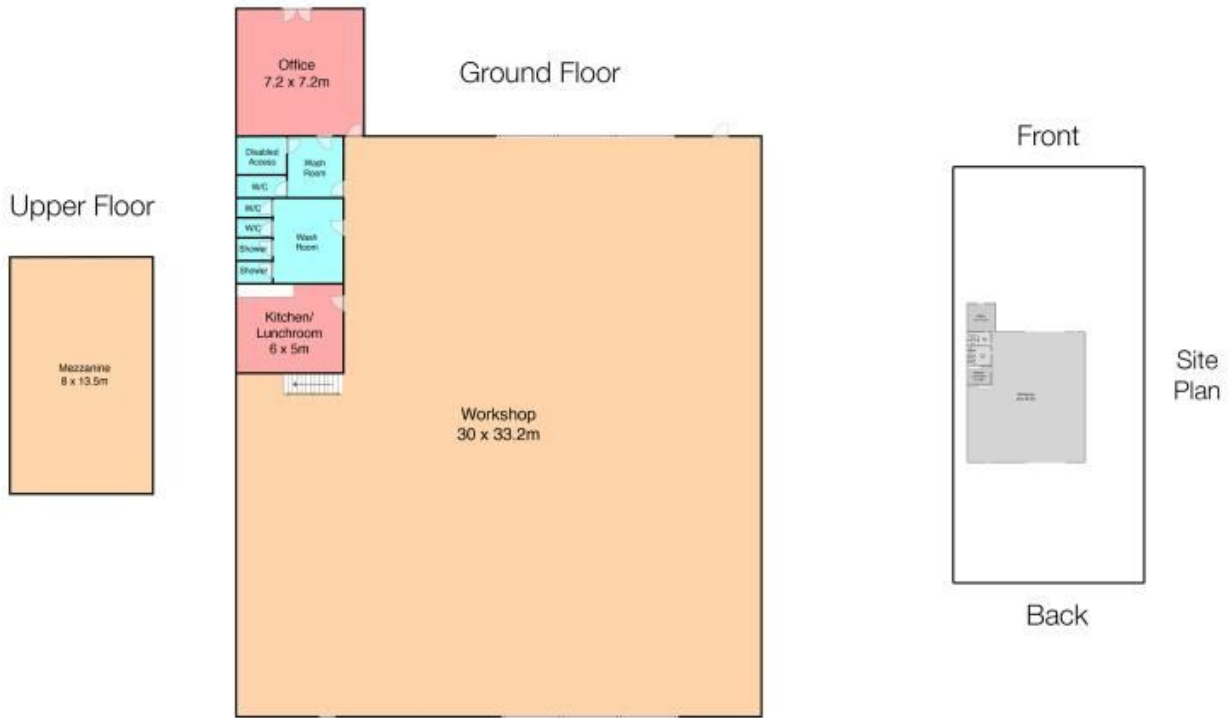 Office
7.2 x 7.2m
Ground Floor
Front
Disabled
Access
Wash
Room
W/C
Upper Floor
W/C
W/C
Wash
Room
Shower
Shower
Kitchen/
Lunchroom
6 x 5m
Mezzanine
8 x 13.5m
Workshop
30 x 33.2m
Site
Plan
Back